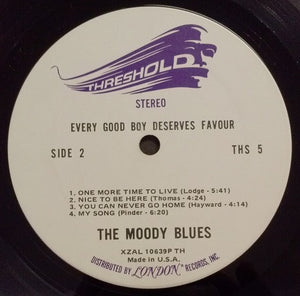 THRESHOLD
STEREO
EVERY GOOD BOY DESERVES FAVOUR
SIDE 2 THS 5
1. ONE MORE TIME TO LIVE (Lodge - 5:41)
2. NICE TO BE HERE (Thomas - 4:24)
3. YOU CAN NEVER GO HOME (Hayward - 4:14)
4. MY SONG (Pinder - 6:20)
THE MOODY BLUES
XZAL 10639P TH
Made in U.S.A.
DISTRIBUTED BY LONDON RECORDS, INC.